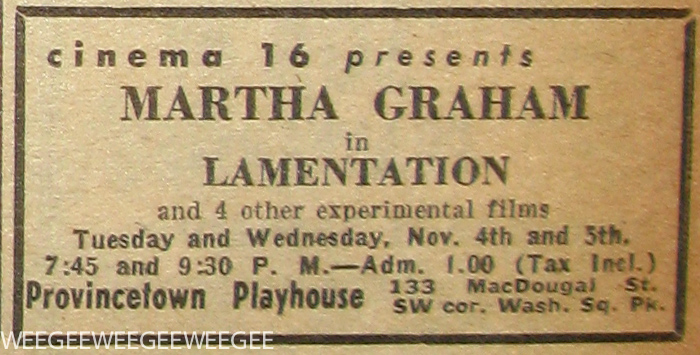 cinema 16 presents
MARTHA GRAHAM
in
LAMENTATION
and 4 other experimental films
Tuesday and Wednesday, Nov. 4th and 5th.
7:45 and 9:30 P. M.—Adm. 1.00 (Tax Incl.)
Provincetown Playhouse 133 MacDougal St.
SW cor. Wash. Sq. Pk.
WEEGEEWEEGEEWEEGEE